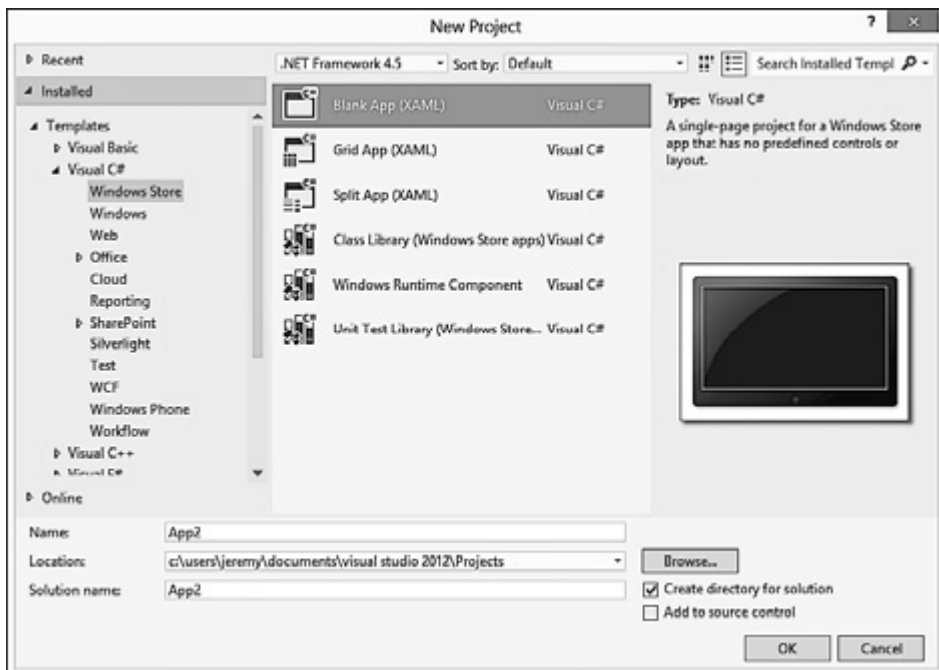 New Project
?
Recent
Installed
Templates
Visual Basic
Visual C#
Windows Store
Windows
Web
Office
Cloud
Reporting
SharePoint
Silverlight
Test
WCF
Windows Phone
Workflow
Visual C++
Online
.NET Framework 4.5
Sort by: Default
Search Installed Templ
Blank App (XAML) Visual C#
Grid App (XAML) Visual C#
Split App (XAML) Visual C#
Class Library (Windows Store apps) Visual C#
Windows Runtime Component Visual C#
Unit Test Library (Windows Store... Visual C#
Type: Visual C#
A single-page project for a Windows Store
app that has no predefined controls or
layout.
Name: App2
Location: c:\users\jeremy\documents\visual studio 2012\Projects
Browse...
Solution name: App2
Create directory for solution
Add to source control
OK Cancel